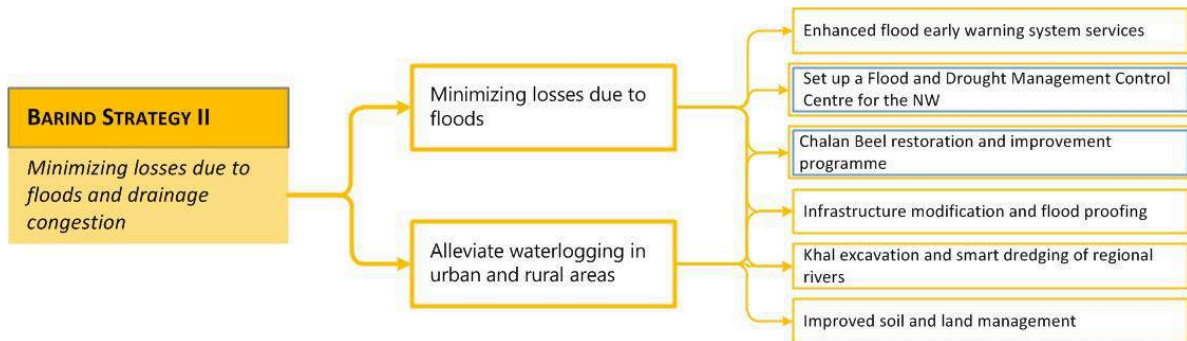 BARIND STRATEGY II
Minimizing losses due to
floods and drainage
congestion
Minimizing losses due to
floods
Alleviate waterlogging in
urban and rural areas
Enhanced flood early warning system services
Set up a Flood and Drought Management Control
Centre for the NW
Chalan Beel restoration and improvement
programme
Infrastructure modification and flood proofing
Khal excavation and smart dredging of regional
rivers
Improved soil and land management